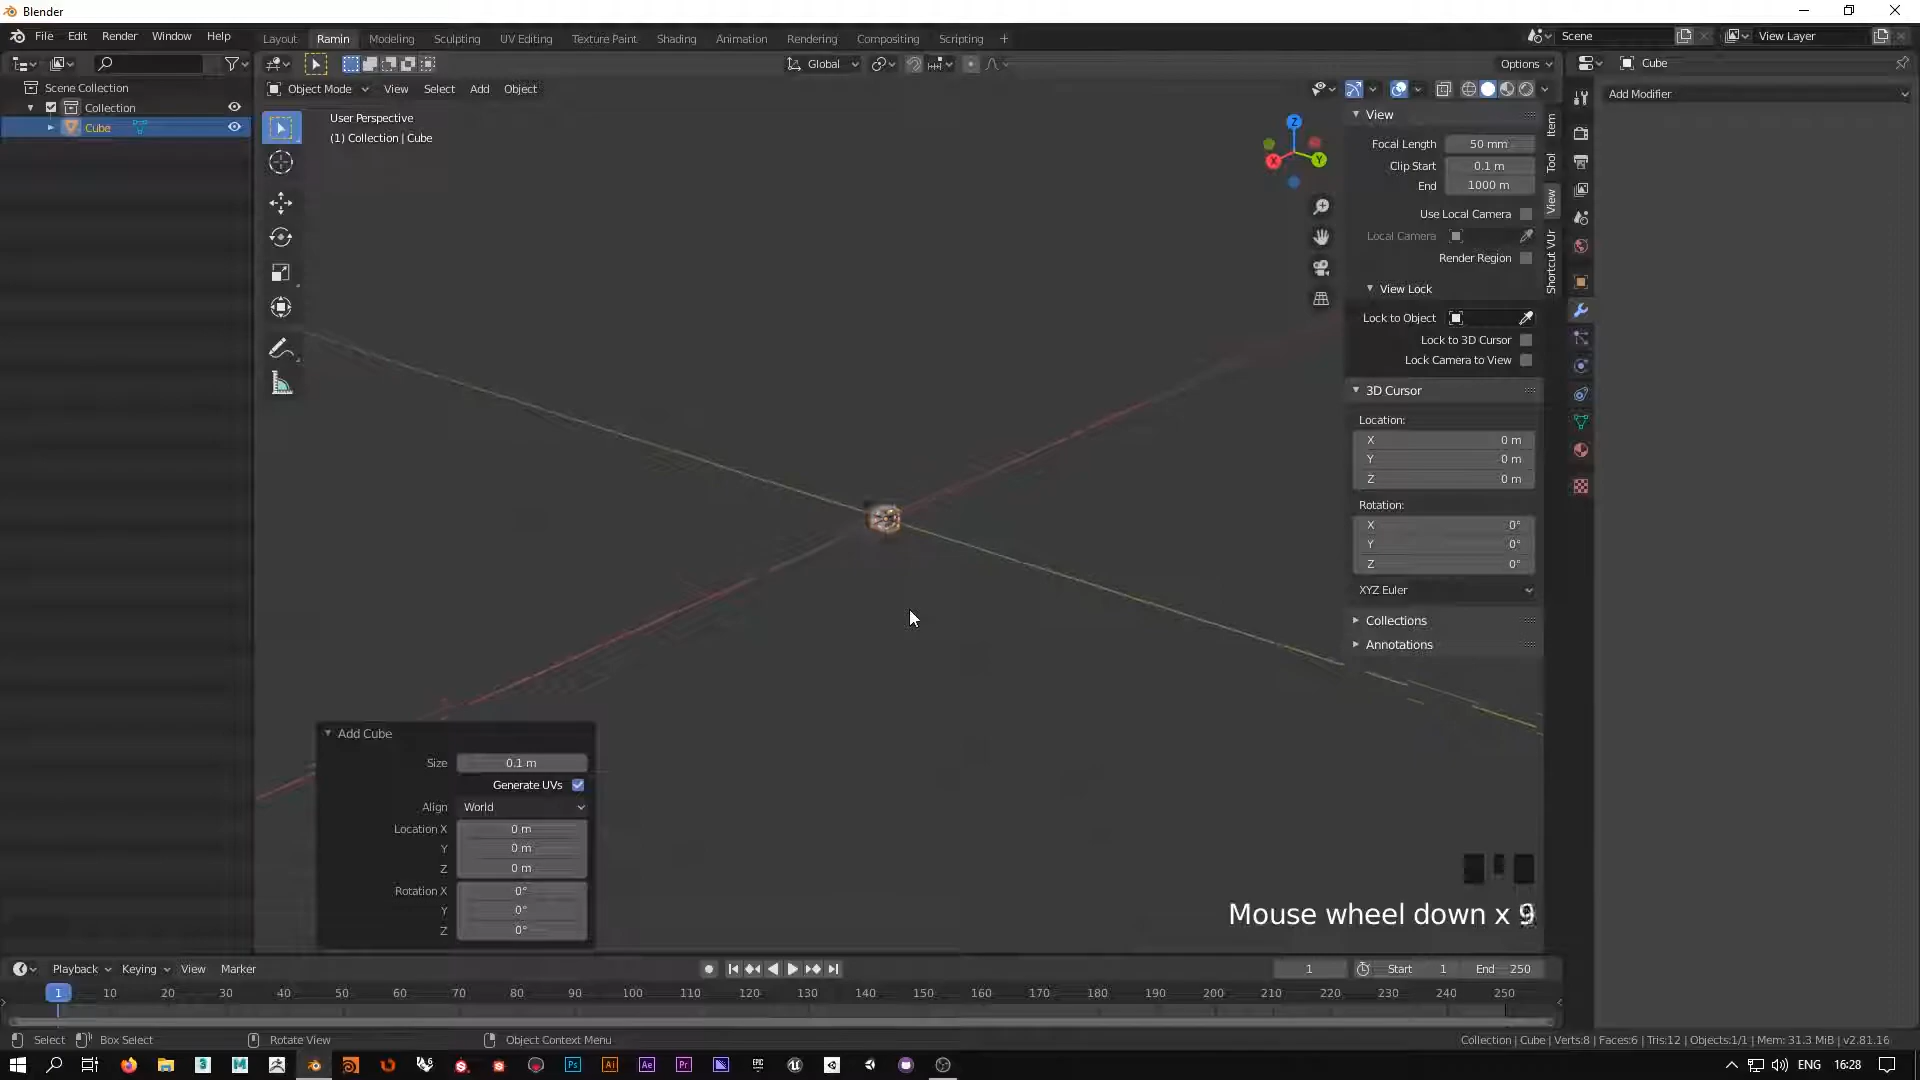 Blender
File Edit Render Window Help
Layout Ramin Modeling Sculpting UV Editing Texture Paint Shading Animation Rendering Compositing Scripting +
Scene
View Layer
Global
Options
Cube
Scene Collection
Object Mode View Select Add Object
Add Modifier
Collection
Cube
User Perspective
(1) Collection | Cube
View
Focal Length 50 mm
Clip Start 0.1 m
End 1000 m
Use Local Camera
Local Camera
Render Region
View Lock
Lock to Object
Lock to 3D Cursor
Lock Camera to View
3D Cursor
Location:
X 0 m
Y 0 m
Z 0 m
Rotation:
X 0°
Y 0°
Z 0°
XYZ Euler
Collections
Annotations
Item
Tool
View
Shortcut VUr
Z
X
Y
Add Cube
Size 0.1 m
Generate UVs
Align World
Location X 0 m
Y 0 m
Z 0 m
Rotation X 0°
Y 0°
Z 0°
Mouse wheel down x 9
Playback Keying View Marker
1
Start 1
End 250
1 10 20 30 40 50 60 70 80 90 100 110 120 130 140 150 160 170 180 190 200 210 220 230 240 250
Select Box Select Rotate View Object Context Menu
Collection | Cube | Verts:8 | Faces:6 | Tris:12 | Objects:1/1 | Mem: 31.3 MiB | v2.81.16
Ps Ai Ae Pr
EPIC
ENG 16:28